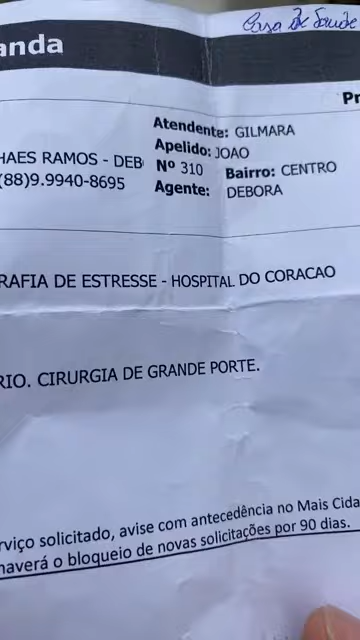 Casa de Saúde
anda
Pr
Atendente: GILMARA
Apelido: JOAO
HAES RAMOS - DEB
Nº 310 Bairro: CENTRO
(88)9.9940-8695
Agente: DEBORA
RAFIA DE ESTRESSE - HOSPITAL DO CORACAO
RIO. CIRURGIA DE GRANDE PORTE.
rviço solicitado, avise com antecedência no Mais Cida
haverá o bloqueio de novas solicitações por 90 dias.